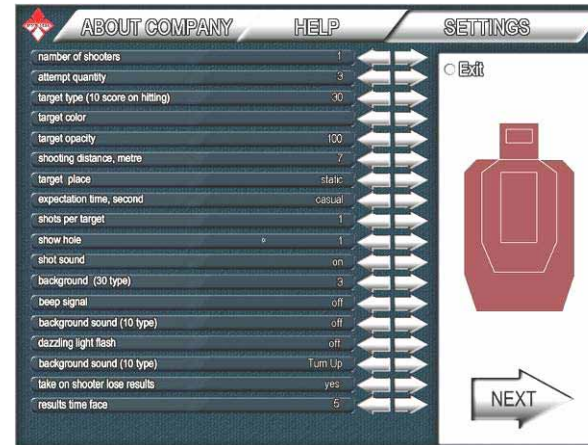 ABOUT COMPANY HELP SETTINGS
namber of shooters 1
attempt quantity 3
target type (10 score on hitting) 30
target color
target opacity 100
shooting distance, metre 7
target place static
expectation time, second casual
shots per target 1
show hole 1
shot sound on
background (30 type) 3
beep signal off
background sound (10 type) off
dazzling light flash off
background sound (10 type) Turn Up
take on shooter lose results yes
results time face 5
Exit
NEXT